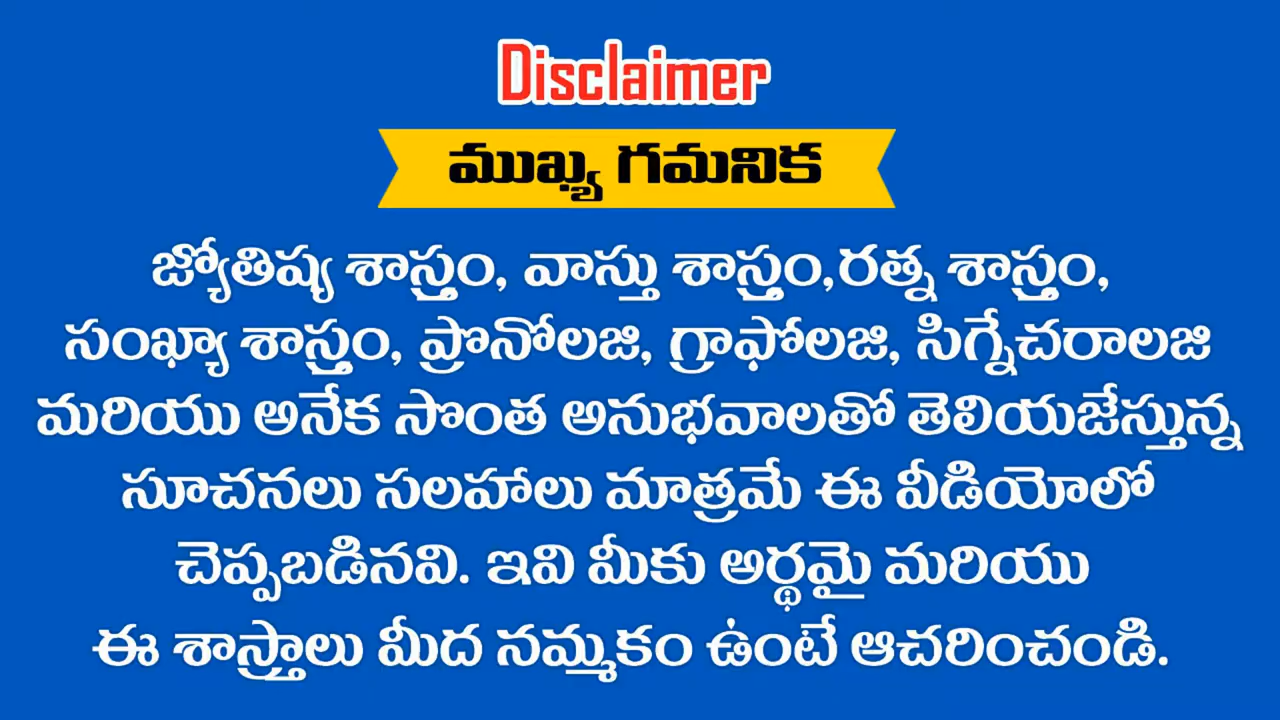 Disclaimer
ముఖ్య గమనిక
జ్యోతిష్య శాస్త్రం, వాస్తు శాస్త్రం,రత్న శాస్త్రం,
సంఖ్యా శాస్త్రం, ప్రొనోలజి, గ్రాఫోలజి, సిగ్నేచరాలజి
మరియు అనేక సొంత అనుభవాలతో తెలియజేస్తున్న
సూచనలు సలహాలు మాత్రమే ఈ వీడియోలో
చెప్పబడినవి. ఇవి మీకు అర్థమై మరియు
ఈ శాస్త్రాలు మీద నమ్మకం ఉంటే ఆచరించండి.